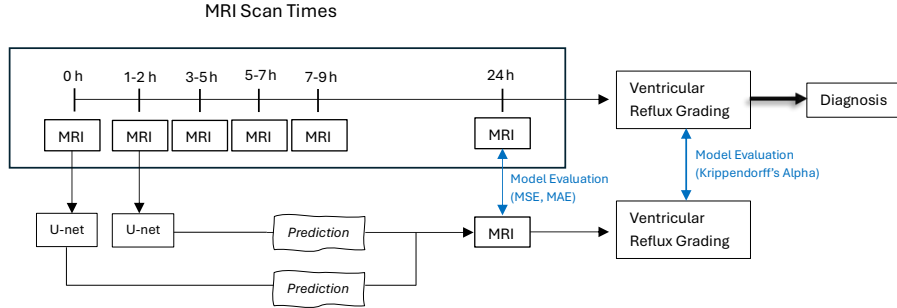 MRI Scan Times
0 h
1-2 h
3-5 h
5-7 h
7-9 h
24 h
MRI
MRI
MRI
MRI
MRI
MRI
Ventricular
Reflux Grading
Diagnosis
Model Evaluation
(MSE, MAE)
Model Evaluation
(Krippendorff's Alpha)
U-net
U-net
Prediction
MRI
Ventricular
Reflux Grading
Prediction